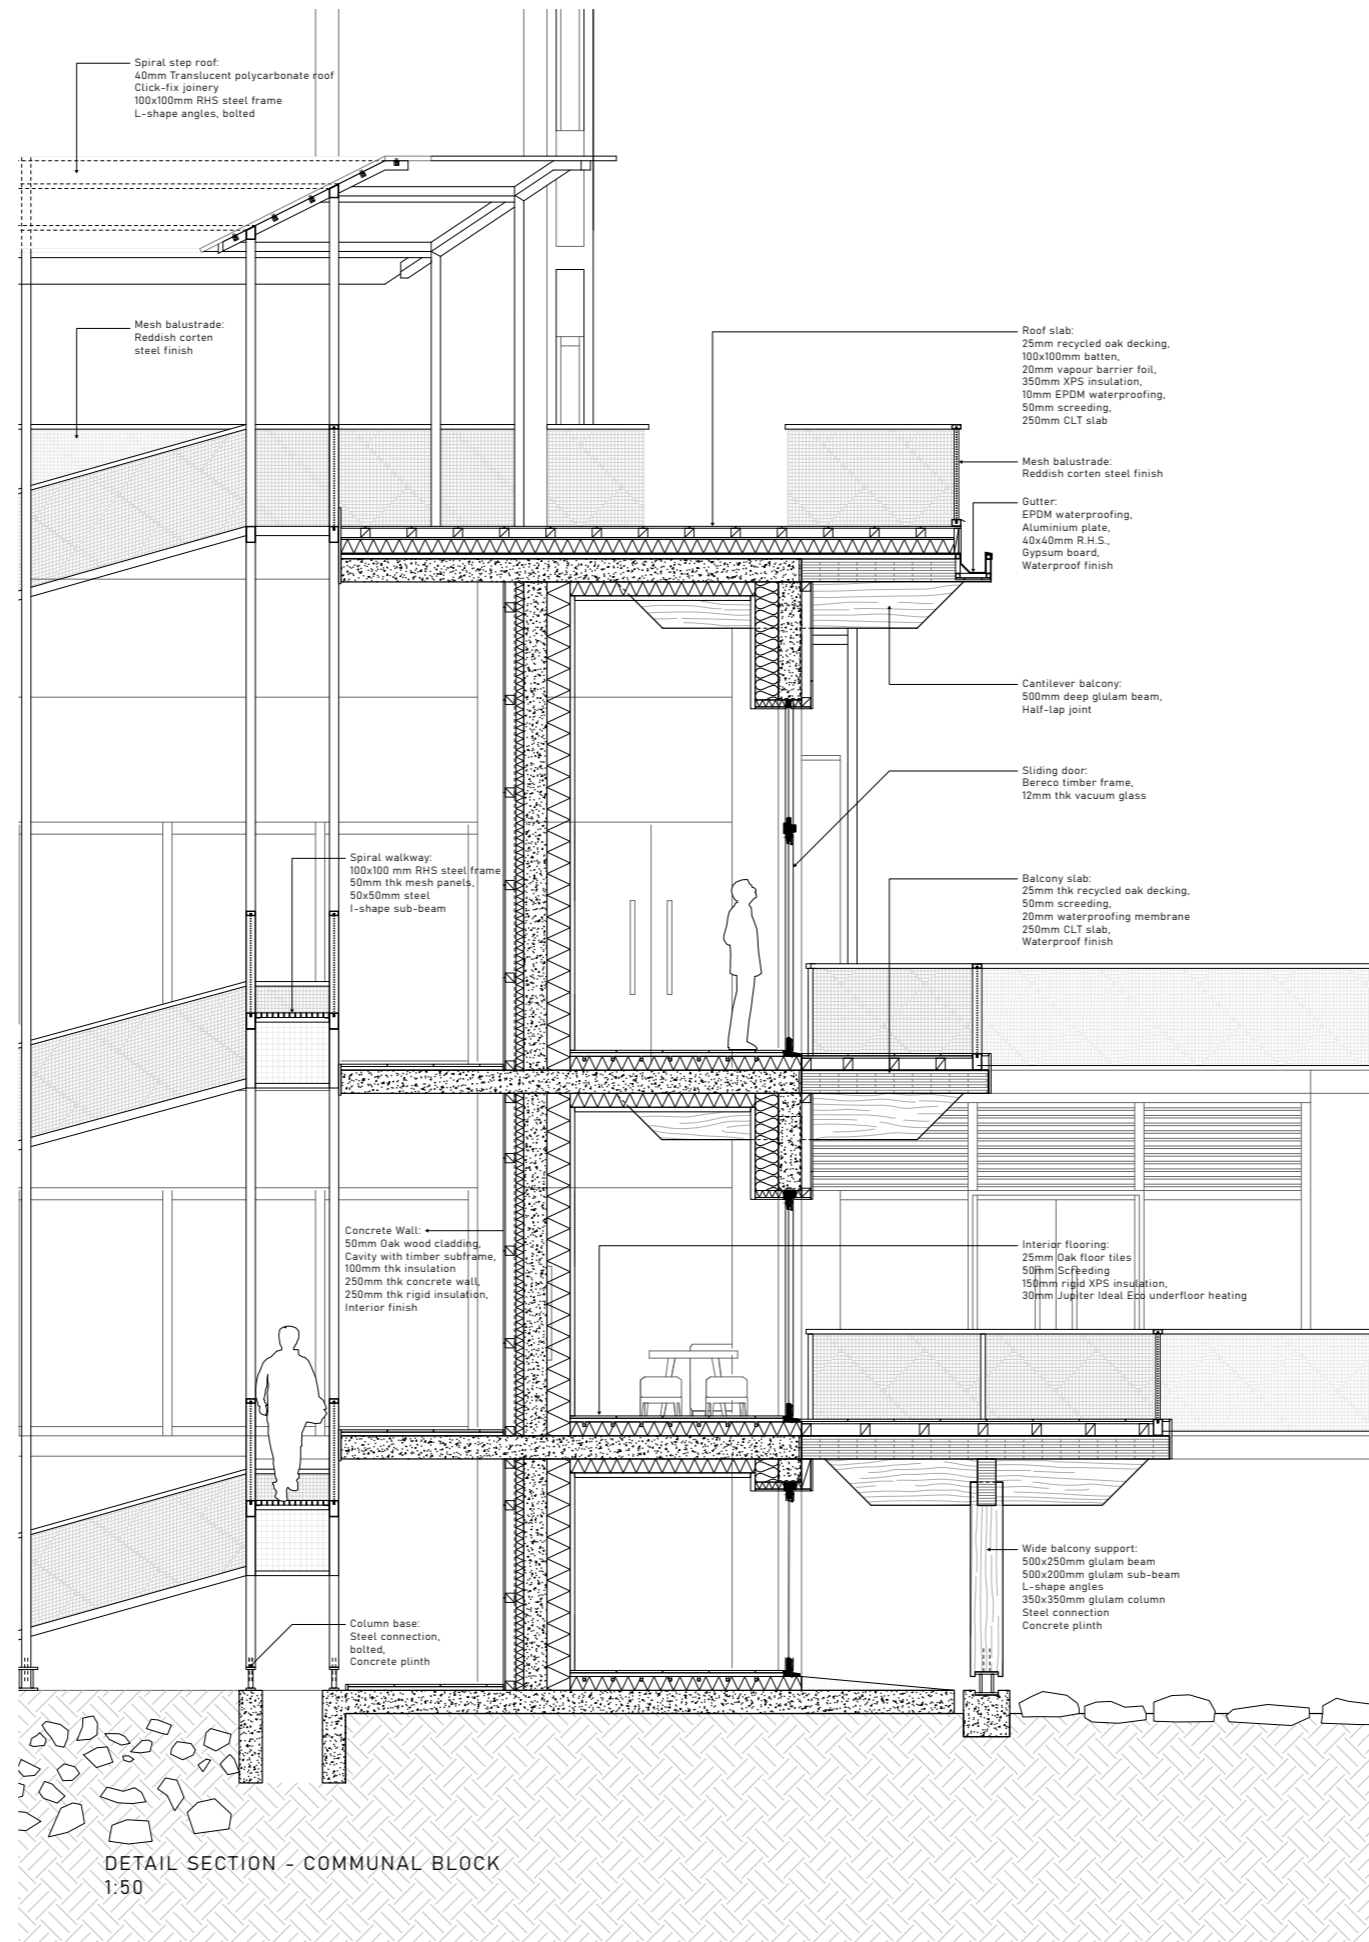 Spiral step roof:
40mm Translucent polycarbonate roof
Click-fix joinery
100x100mm RHS steel frame
L-shape angles, bolted
Mesh balustrade:
Reddish corten
steel finish
Roof slab:
25mm recycled oak decking,
100x100mm batten,
20mm vapour barrier foil,
350mm XPS insulation,
10mm EPDM waterproofing,
50mm screeding,
250mm CLT slab
Mesh balustrade:
Reddish corten steel finish
Gutter:
EPDM waterproofing,
Aluminium plate,
40x40mm R.H.S.,
Gypsum board,
Waterproof finish
Cantilever balcony:
500mm deep glulam beam,
Half-lap joint
Sliding door:
Bereco timber frame,
12mm thk vacuum glass
Spiral walkway:
100x100 mm RHS steel frame
50mm thk mesh panels,
50x50mm steel
I-shape sub-beam
Balcony slab:
25mm thk recycled oak decking,
50mm screeding,
20mm waterproofing membrane
250mm CLT slab,
Waterproof finish
Concrete Wall:
50mm Oak wood cladding,
Cavity with timber subframe,
100mm thk insulation
250mm thk concrete wall,
250mm thk rigid insulation,
Interior finish
Interior flooring:
25mm Oak floor tiles
50mm Screeding
150mm rigid XPS insulation,
30mm Jupiter Ideal Eco underfloor heating
Wide balcony support:
500x250mm glulam beam
500x200mm glulam sub-beam
L-shape angles
350x350mm glulam column
Steel connection
Concrete plinth
Column base:
Steel connection,
bolted,
Concrete plinth
DETAIL SECTION - COMMUNAL BLOCK
1:50